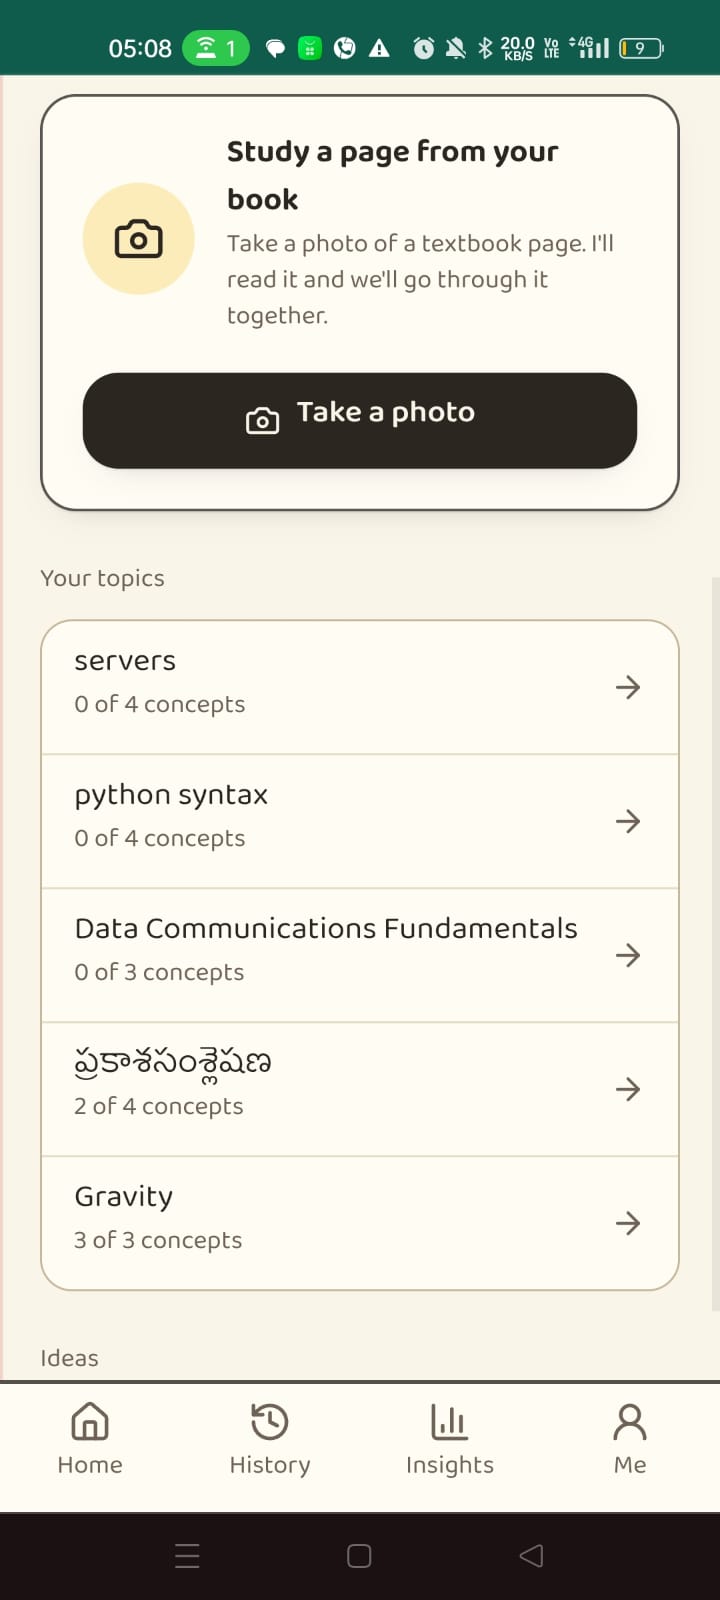 05:08 1 20.0 KB/S Vo LTE 4G 9
Study a page from your
book
Take a photo of a textbook page. I'll
read it and we'll go through it
together.
Take a photo
Your topics
servers
0 of 4 concepts
python syntax
0 of 4 concepts
Data Communications Fundamentals
0 of 3 concepts
ప్రకాశసంశ్లేషణ
2 of 4 concepts
Gravity
3 of 3 concepts
Ideas
Home History Insights Me